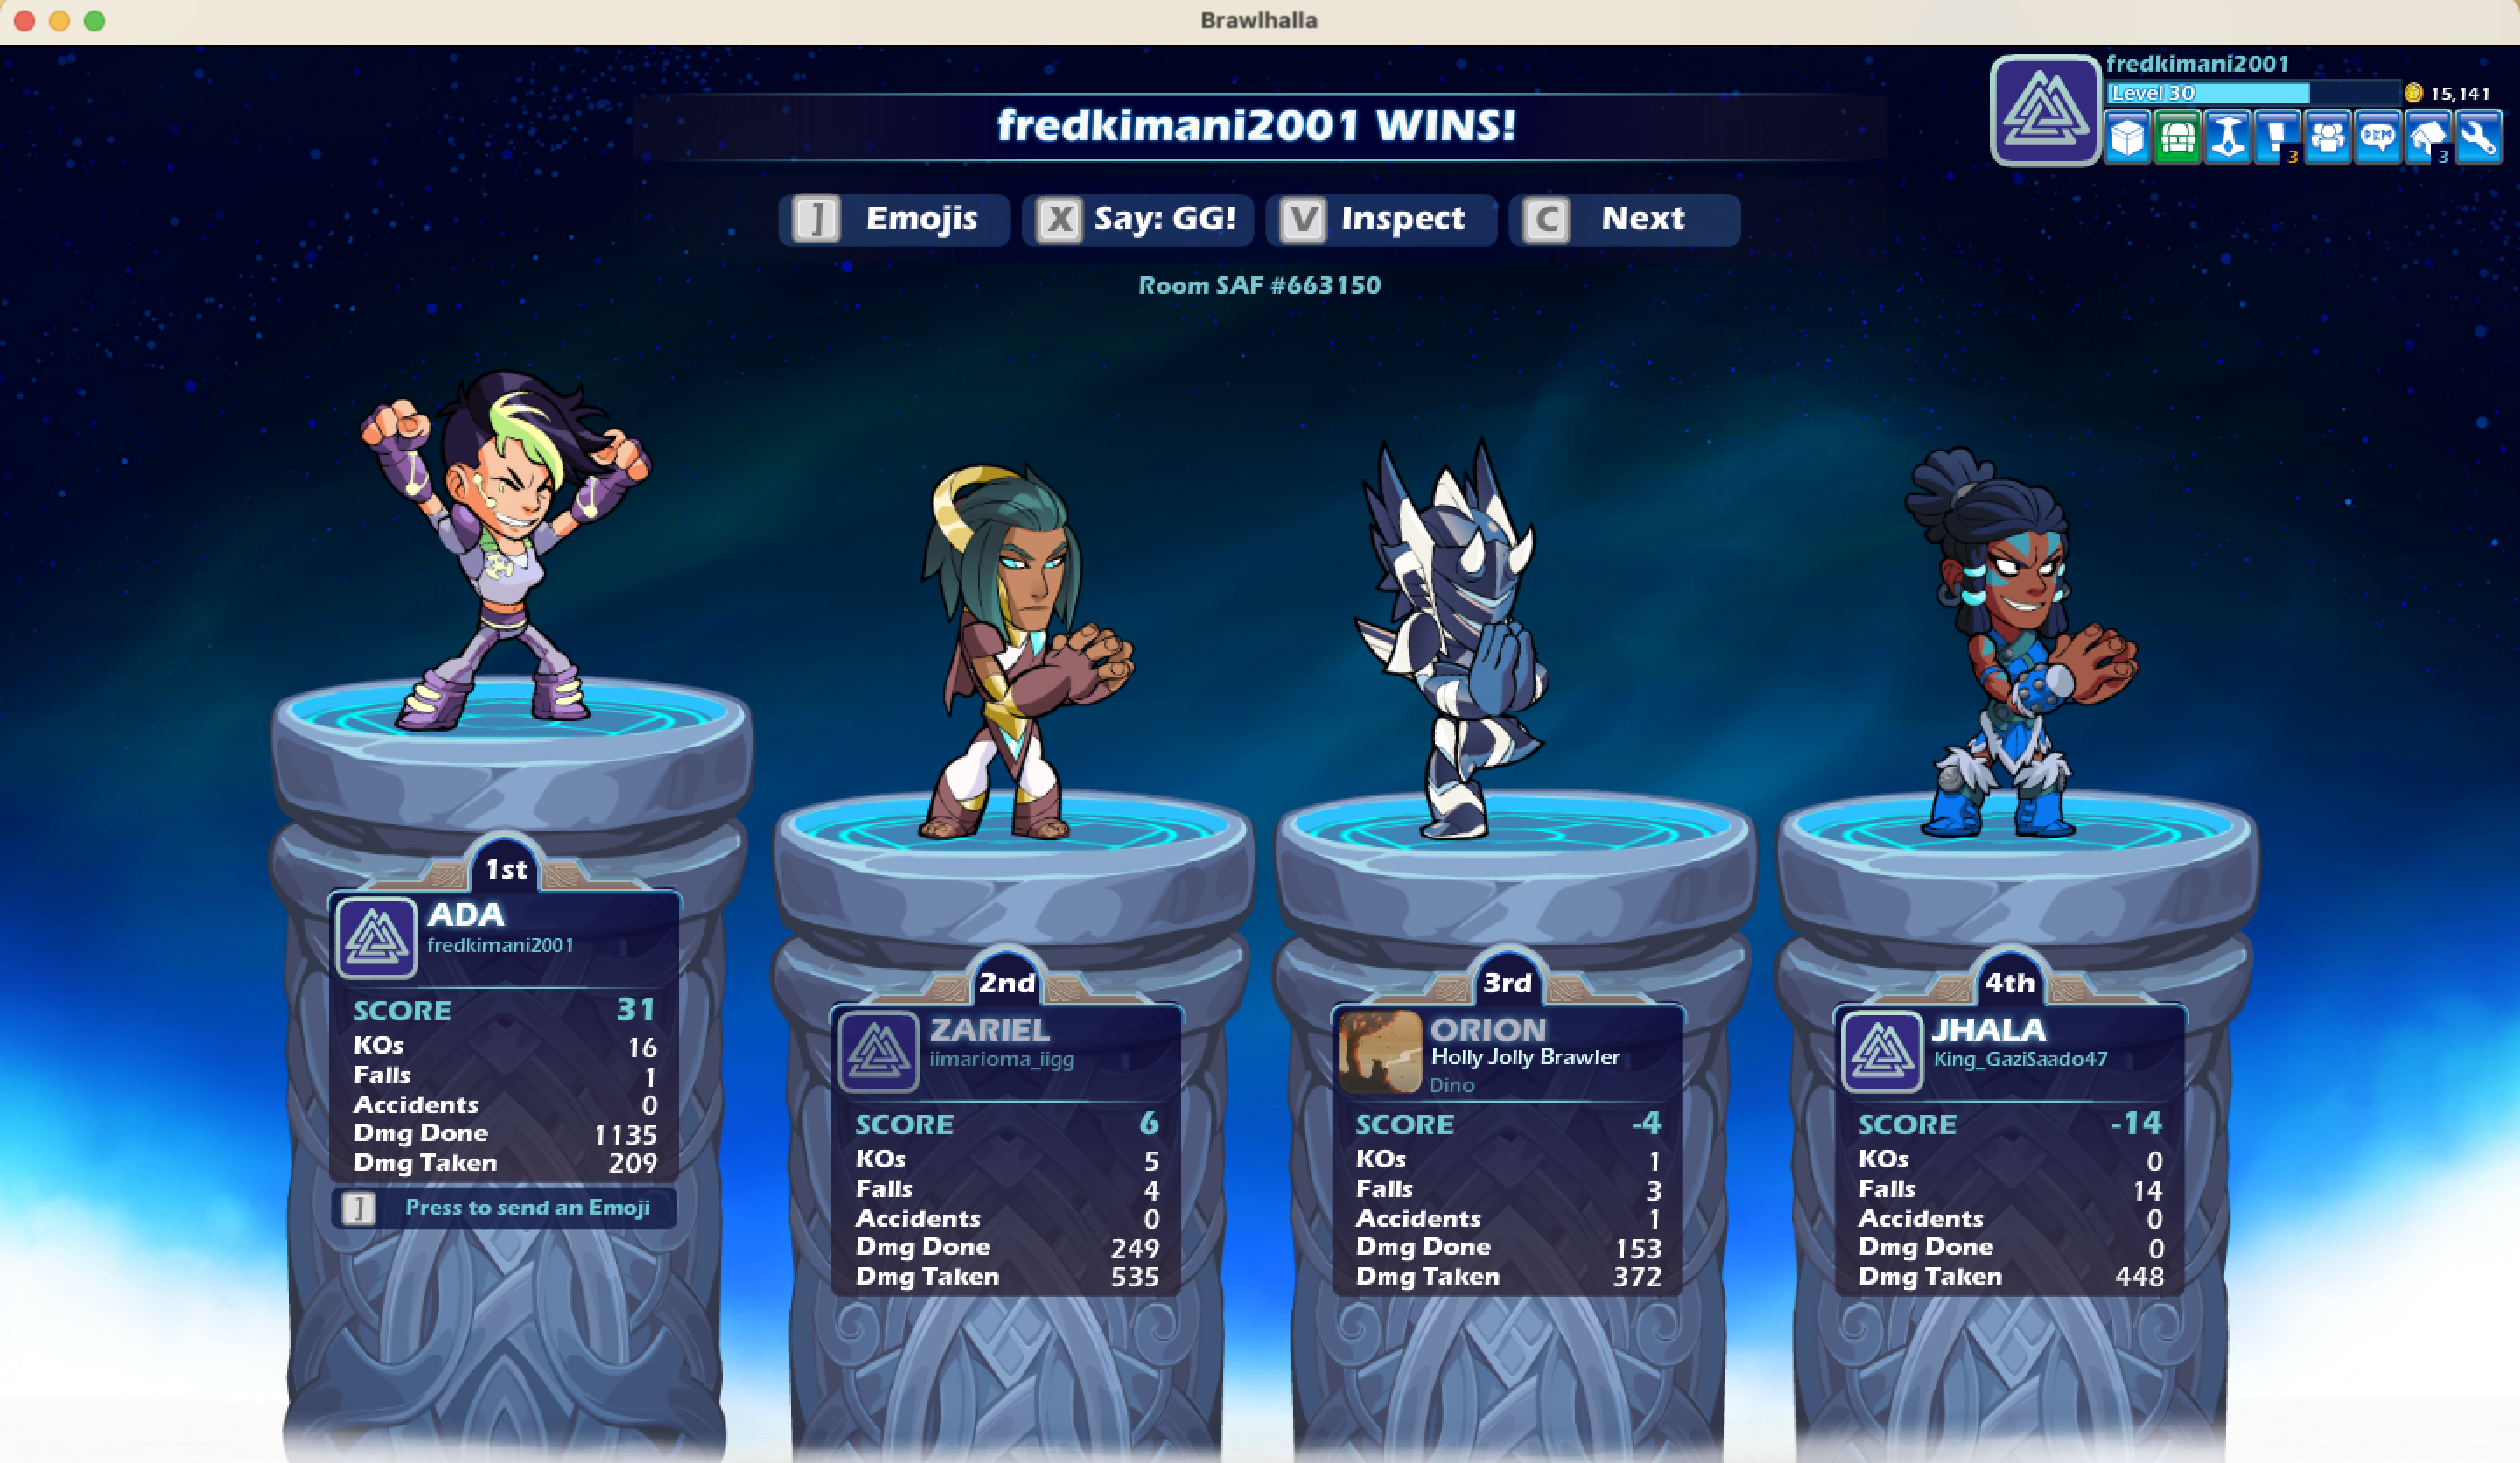 Brawlhalla
fredkimani2001
Level 30
15,141
3
3
fredkimani2001 WINS!
] Emojis
X Say: GG!
V Inspect
C Next
Room SAF #663150
1st
ADA
fredkimani2001
SCORE 31
KOs 16
Falls 1
Accidents 0
Dmg Done 1135
Dmg Taken 209
] Press to send an Emoji
2nd
ZARIEL
iimarioma_iigg
SCORE 6
KOs 5
Falls 4
Accidents 0
Dmg Done 249
Dmg Taken 535
3rd
ORION
Holly Jolly Brawler
Dino
SCORE -4
KOs 1
Falls 3
Accidents 1
Dmg Done 153
Dmg Taken 372
4th
JHALA
King_GaziSaado47
SCORE -14
KOs 0
Falls 14
Accidents 0
Dmg Done 0
Dmg Taken 448